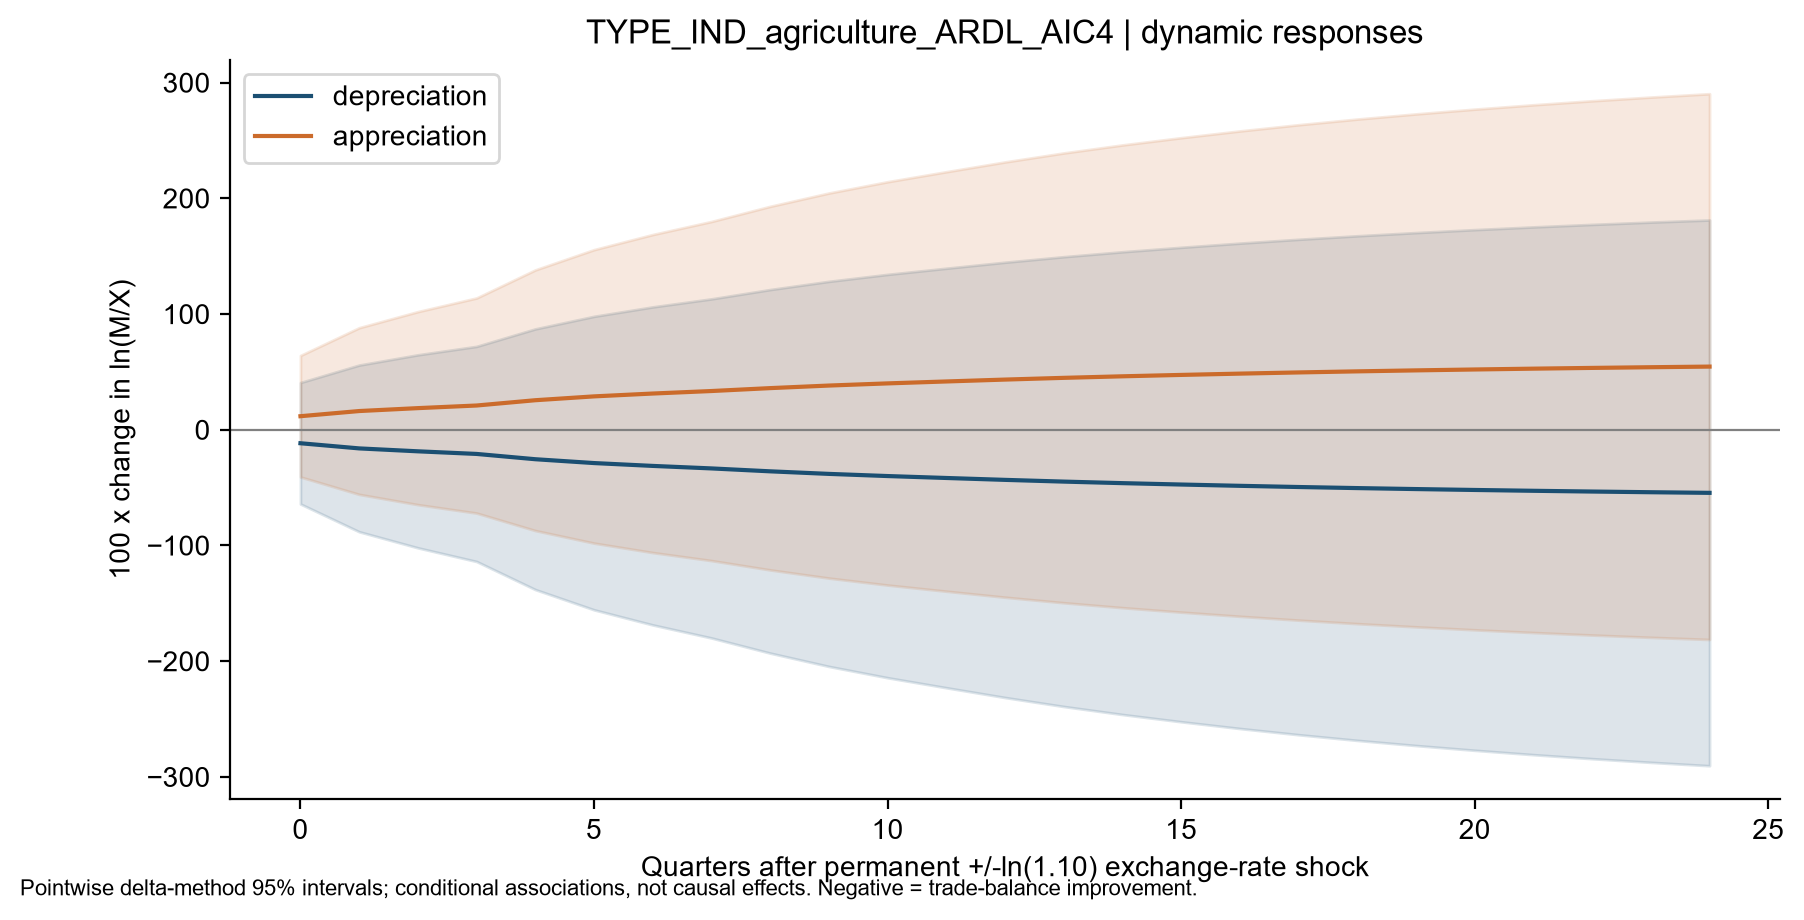 TYPE_IND_agriculture_ARDL_AIC4 | dynamic responses
depreciation
appreciation
100 x change in ln(M/X)
300
200
100
0
−100
−200
−300
0
5
10
15
20
25
Quarters after permanent +/-ln(1.10) exchange-rate shock
Pointwise delta-method 95% intervals; conditional associations, not causal effects. Negative = trade-balance improvement.